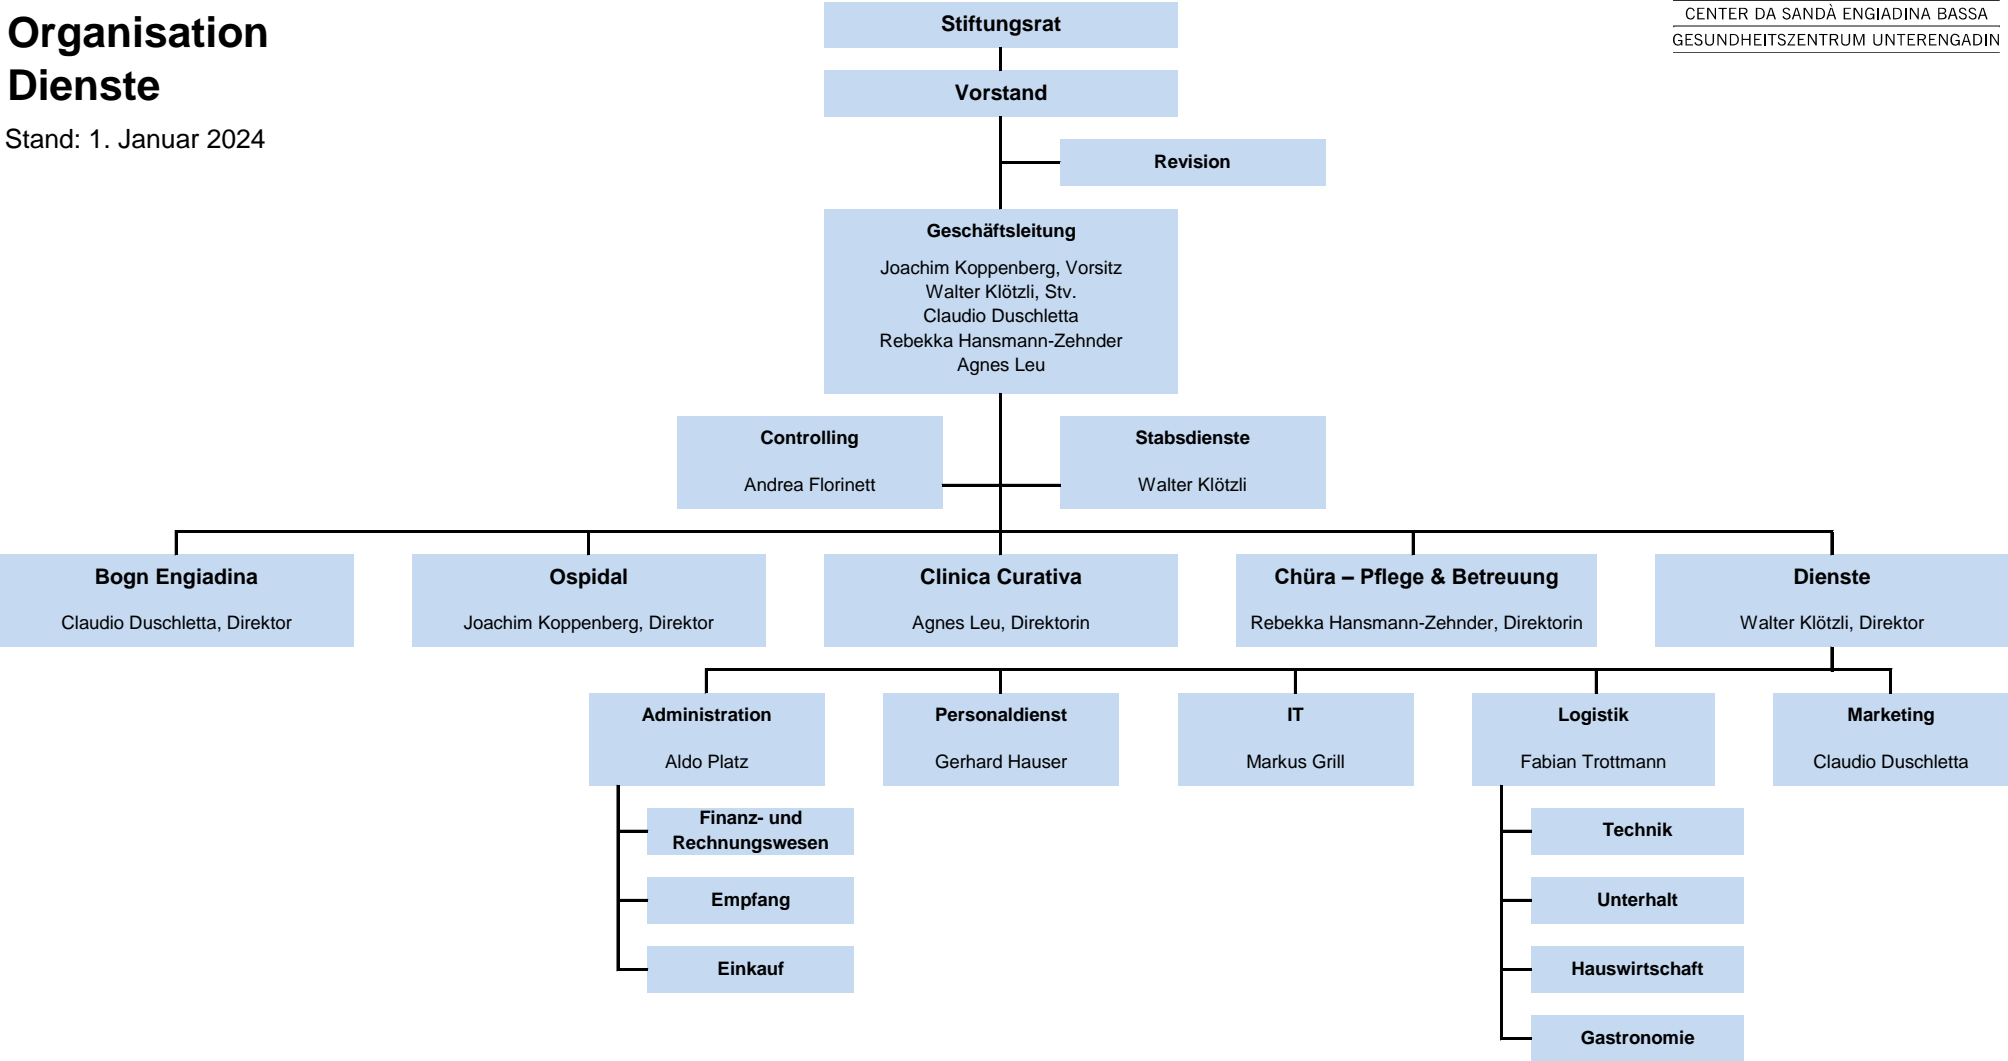 Organisation
Dienste
Stand: 1. Januar 2024
CENTER DA SANDÀ ENGIADINA BASSA
GESUNDHEITSZENTRUM UNTERENGADIN
Stiftungsrat
Vorstand
Revision
Geschäftsleitung
Joachim Koppenberg, Vorsitz
Walter Klötzli, Stv.
Claudio Duschletta
Rebekka Hansmann-Zehnder
Agnes Leu
Controlling
Andrea Florinett
Stabsdienste
Walter Klötzli
Bogn Engiadina
Claudio Duschletta, Direktor
Ospidal
Joachim Koppenberg, Direktor
Clinica Curativa
Agnes Leu, Direktorin
Chüra – Pflege & Betreuung
Rebekka Hansmann-Zehnder, Direktorin
Dienste
Walter Klötzli, Direktor
Administration
Aldo Platz
Personaldienst
Gerhard Hauser
IT
Markus Grill
Logistik
Fabian Trottmann
Marketing
Claudio Duschletta
Finanz- und
Rechnungswesen
Empfang
Einkauf
Technik
Unterhalt
Hauswirtschaft
Gastronomie